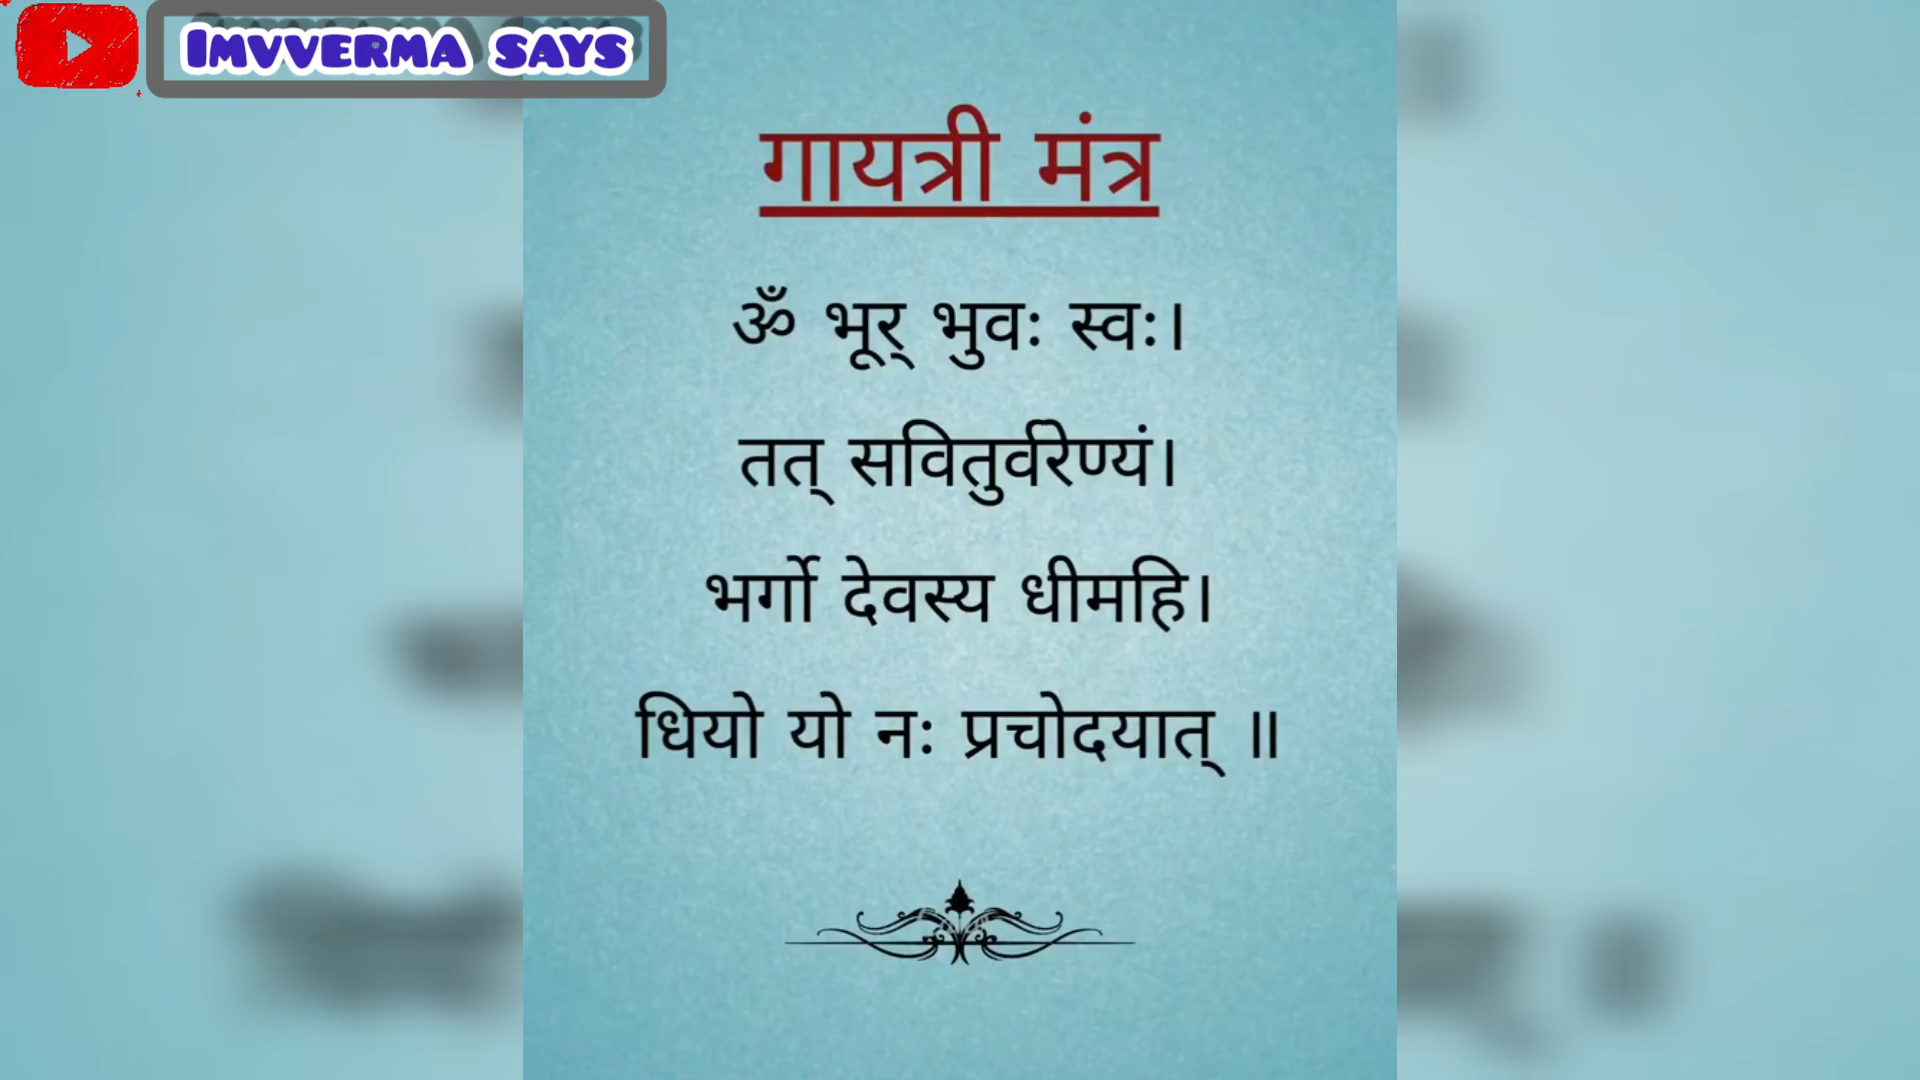 Imvverma says
गायत्री मंत्र
ॐ भूर् भुवः स्वः।
तत् सवितुर्वरेण्यं।
भर्गो देवस्य धीमहि।
धियो यो नः प्रचोदयात् ॥